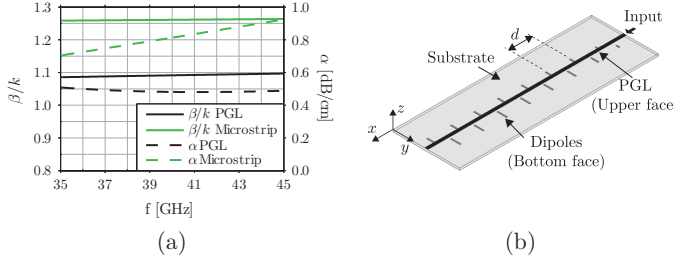 1.3
1.2
1.1
1.0
0.9
0.8
β/k
1.0
0.8
0.6
0.4
0.2
0.0
α [dB/cm]
β/k PGL
β/k Microstrip
α PGL
α Microstrip
35 37 39 41 43 45
f [GHz]
(a)
Input
d
Substrate
PGL
(Upper face
z
x
y
Dipoles
(Bottom face)
(b)